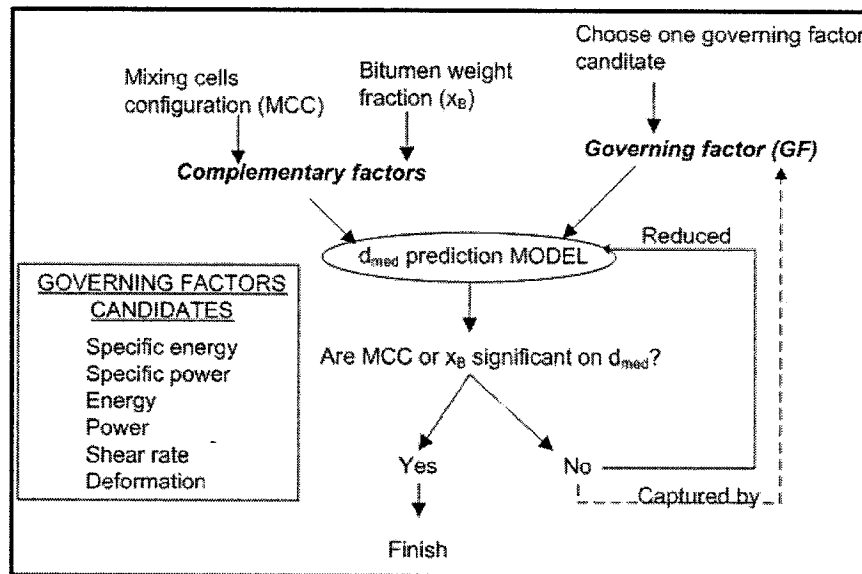 Choose one governing factor
canditate
Mixing cells
configuration (MCC)
Bitumen weight
fraction (xB)
Complementary factors
Governing factor (GF)
dmed prediction MODEL
Reduced
GOVERNING FACTORS
CANDIDATES
Specific energy
Specific power
Energy
Power
Shear rate
Deformation
Are MCC or xB significant on dmed?
Yes
No
Captured by
Finish